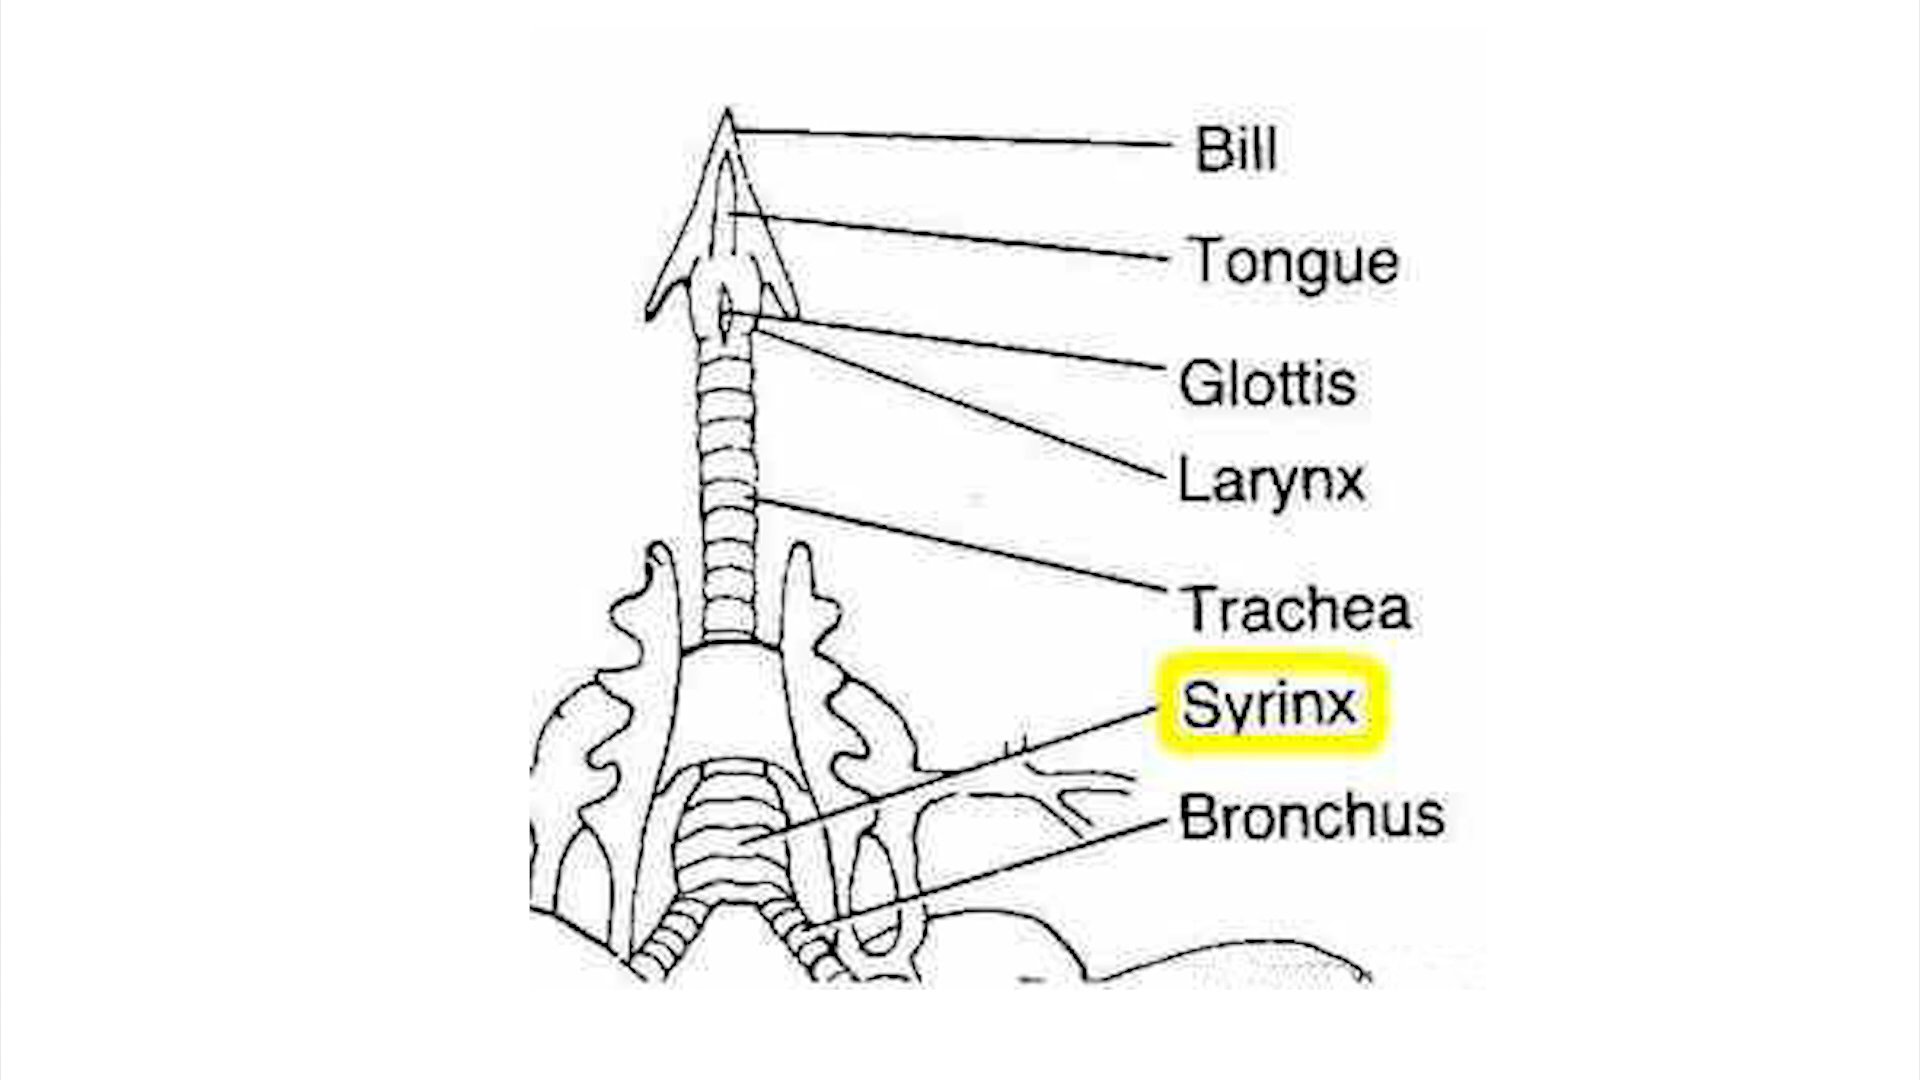 Bill
Tongue
Glottis
Larynx
Trachea
Syrinx
Bronchus